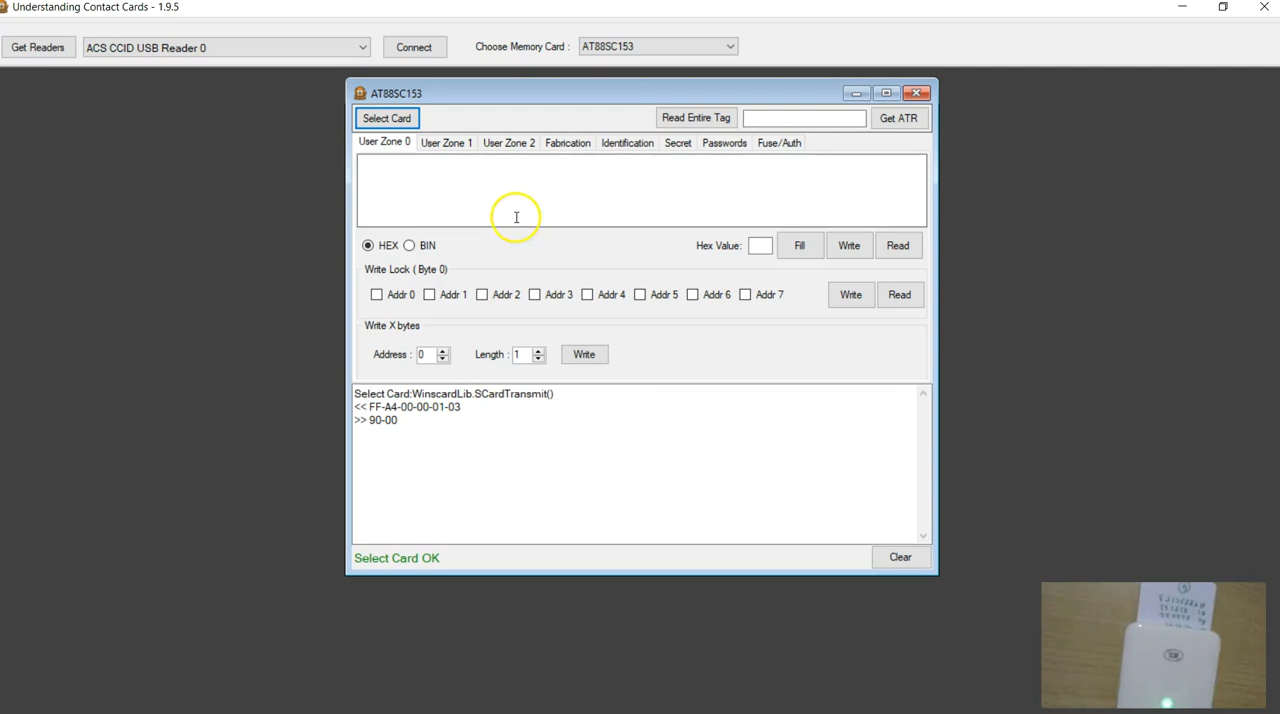 Understanding Contact Cards - 1.9.5
Get Readers ACS CCID USB Reader 0 Connect Choose Memory Card : AT88SC153
AT88SC153
Select Card Read Entire Tag Get ATR
User Zone 0 User Zone 1 User Zone 2 Fabrication Identification Secret Passwords Fuse/Auth
HEX BIN Hex Value: Fill Write Read
Write Lock ( Byte 0)
Addr 0 Addr 1 Addr 2 Addr 3 Addr 4 Addr 5 Addr 6 Addr 7 Write Read
Write X bytes
Address : 0 Length : 1 Write
Select Card:WinscardLib.SCardTransmit()
<< FF-A4-00-00-01-03
>> 90-00
Select Card OK Clear